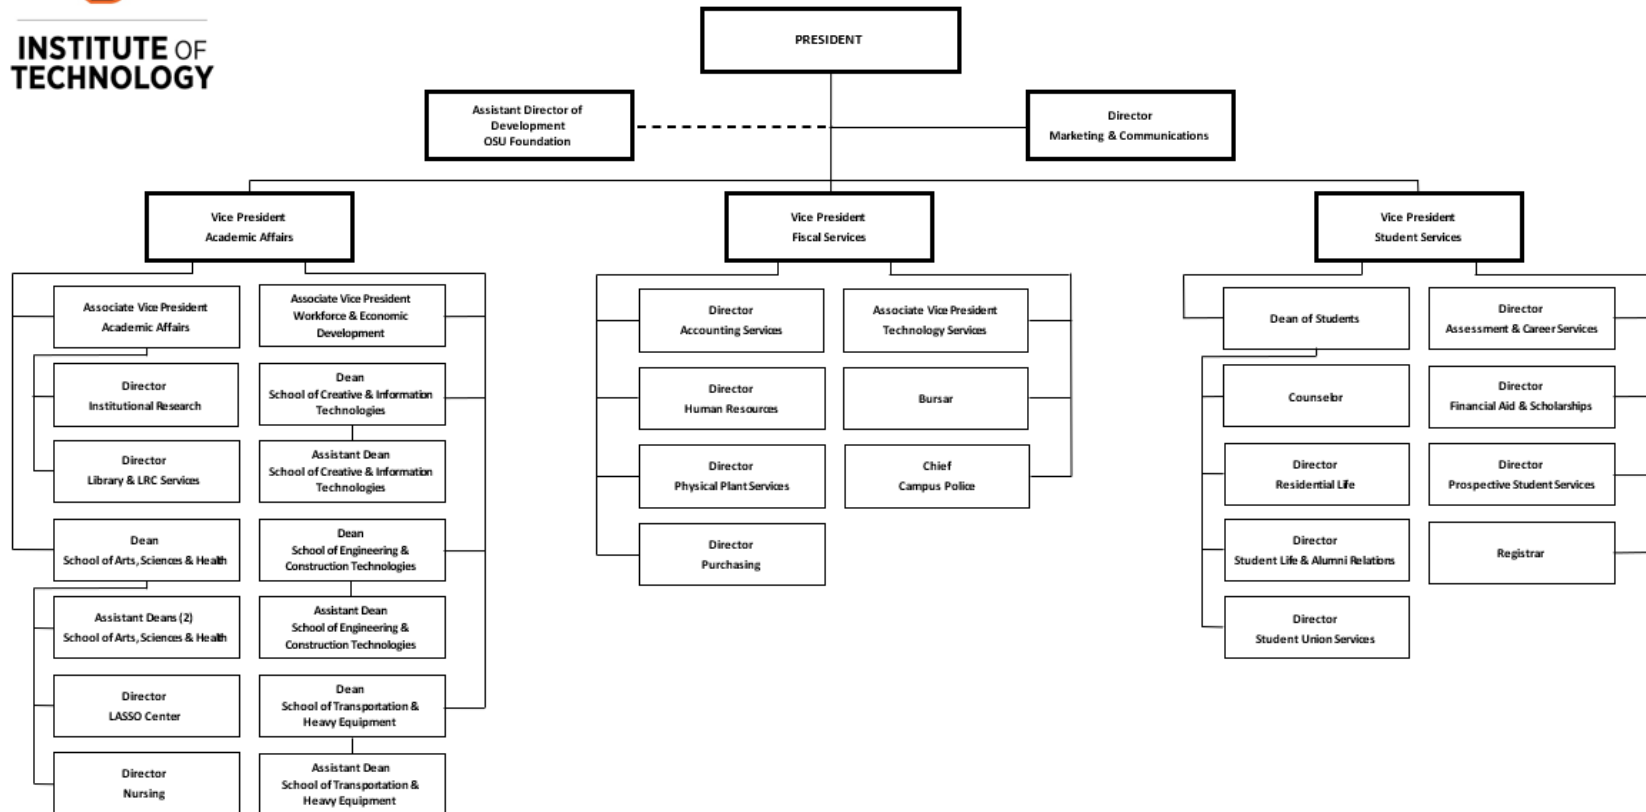 INSTITUTE OF
TECHNOLOGY
PRESIDENT
Assistant Director of
Development
OSU Foundation
Director
Marketing & Communications
Vice President
Academic Affairs
Associate Vice President
Academic Affairs
Director
Institutional Research
Director
Library & LRC Services
Dean
School of Arts, Sciences & Health
Assistant Deans (2)
School of Arts, Sciences & Health
Director
LASSO Center
Director
Nursing
Associate Vice President
Workforce & Economic
Development
Dean
School of Creative & Information
Technologies
Assistant Dean
School of Creative & Information
Technologies
Dean
School of Engineering &
Construction Technologies
Assistant Dean
School of Engineering &
Construction Technologies
Dean
School of Transportation &
Heavy Equipment
Assistant Dean
School of Transportation &
Heavy Equipment
Vice President
Fiscal Services
Director
Accounting Services
Director
Human Resources
Director
Physical Plant Services
Director
Purchasing
Associate Vice President
Technology Services
Bursar
Chief
Campus Police
Vice President
Student Services
Dean of Students
Counselor
Director
Residential Life
Director
Student Life & Alumni Relations
Director
Student Union Services
Director
Assessment & Career Services
Director
Financial Aid & Scholarships
Director
Prospective Student Services
Registrar